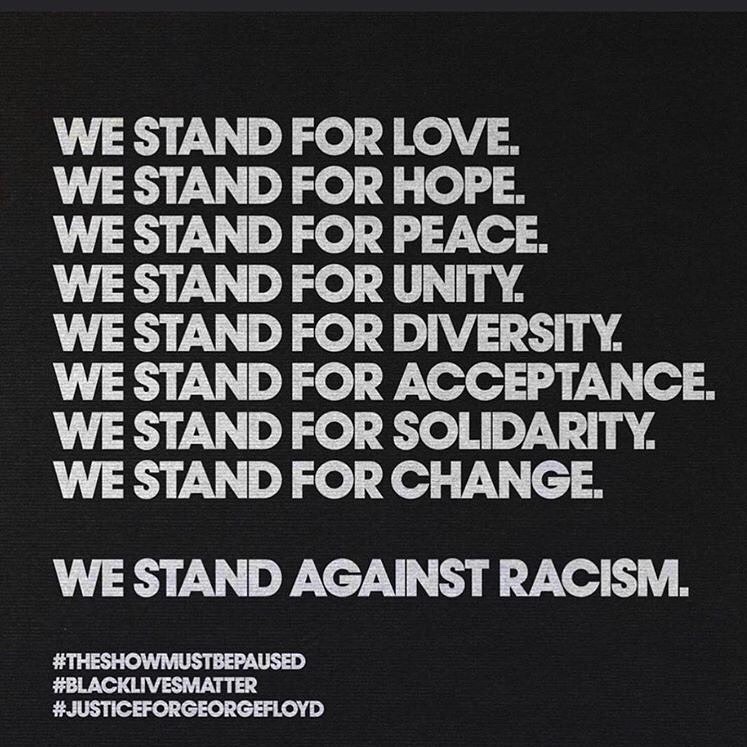 WE STAND FOR LOVE.
WE STAND FOR HOPE.
WE STAND FOR PEACE.
WE STAND FOR UNITY.
WE STAND FOR DIVERSITY.
WE STAND FOR ACCEPTANCE.
WE STAND FOR SOLIDARITY.
WE STAND FOR CHANGE.
WE STAND AGAINST RACISM.
#THESHOWMUSTBEPAUSED
#BLACKLIVESMATTER
#JUSTICEFORGEORGEFLOYD